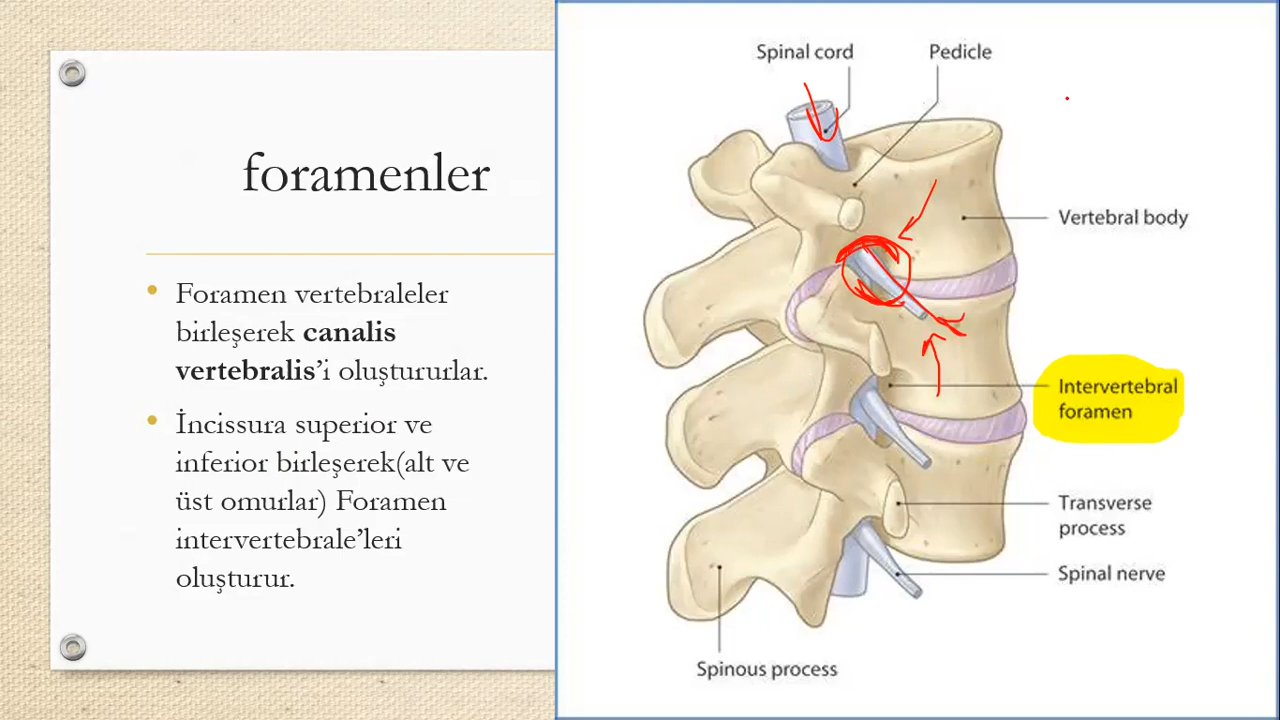 foramenler
Foramen vertebraleler
birleşerek canalis
vertebralis’i oluştururlar.
İncissura superior ve
inferior birleşerek(alt ve
üst omurlar) Foramen
intervertebrale’leri
oluşturur.
Spinal cord
Pedicle
Vertebral body
Intervertebral
foramen
Transverse
process
Spinal nerve
Spinous process